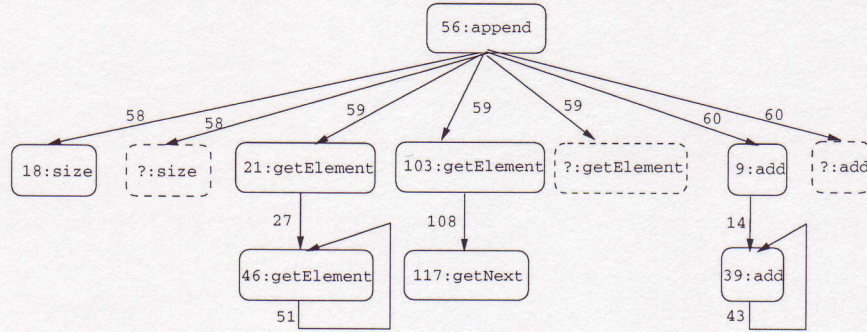 56:append
58
58
59
59
59
60
60
18:size
?:size
21:getElement
103:getElement
?:getElement
9:add
?:add
27
108
14
46:getElement
117:getNext
39:add
51
43